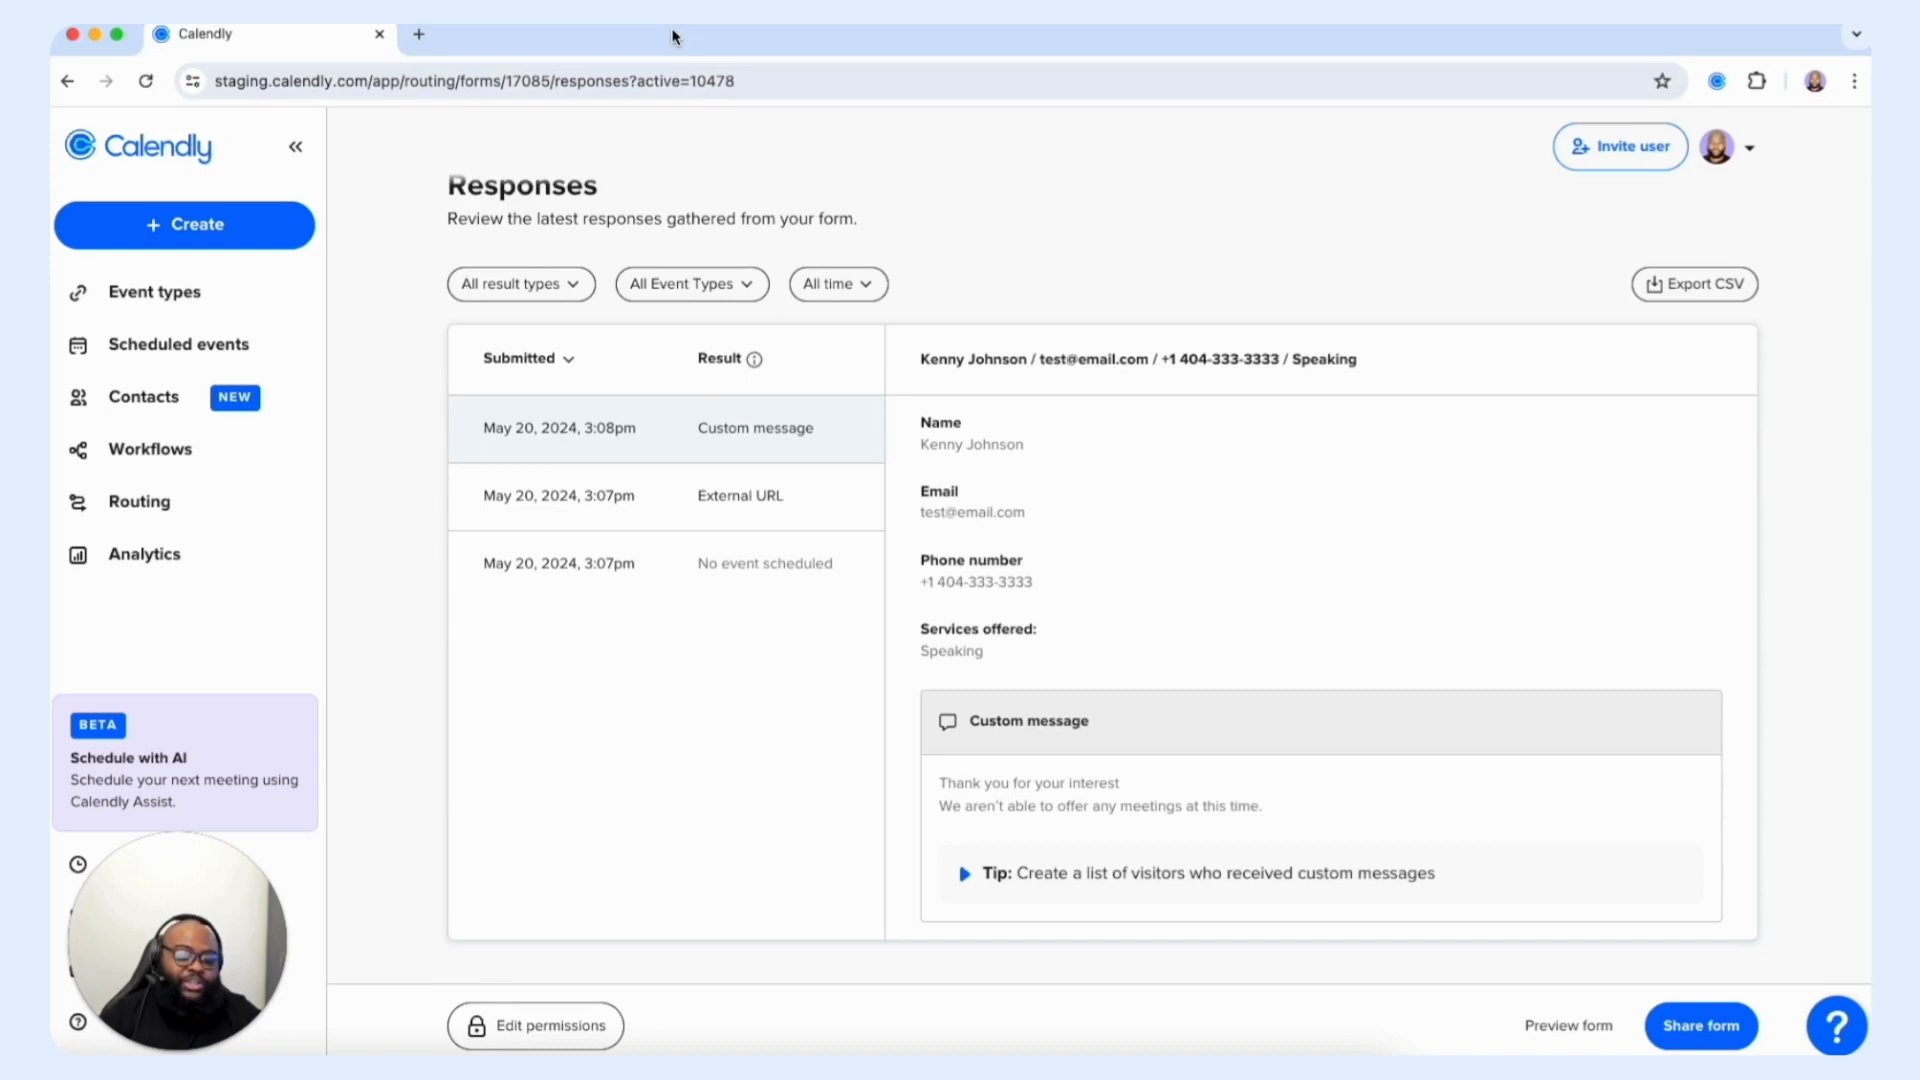 Calendly
staging.calendly.com/app/routing/forms/17085/responses?active=10478
Calendly
Invite user
+ Create
Event types
Scheduled events
Contacts NEW
Workflows
Routing
Analytics
BETA
Schedule with AI
Schedule your next meeting using
Calendly Assist.
Responses
Review the latest responses gathered from your form.
All result types
All Event Types
All time
Export CSV
Submitted Result
May 20, 2024, 3:08pm Custom message
May 20, 2024, 3:07pm External URL
May 20, 2024, 3:07pm No event scheduled
Kenny Johnson / test@email.com / +1 404-333-3333 / Speaking
Name
Kenny Johnson
Email
test@email.com
Phone number
+1 404-333-3333
Services offered:
Speaking
Custom message
Thank you for your interest
We aren't able to offer any meetings at this time.
Tip: Create a list of visitors who received custom messages
Edit permissions
Preview form
Share form
?